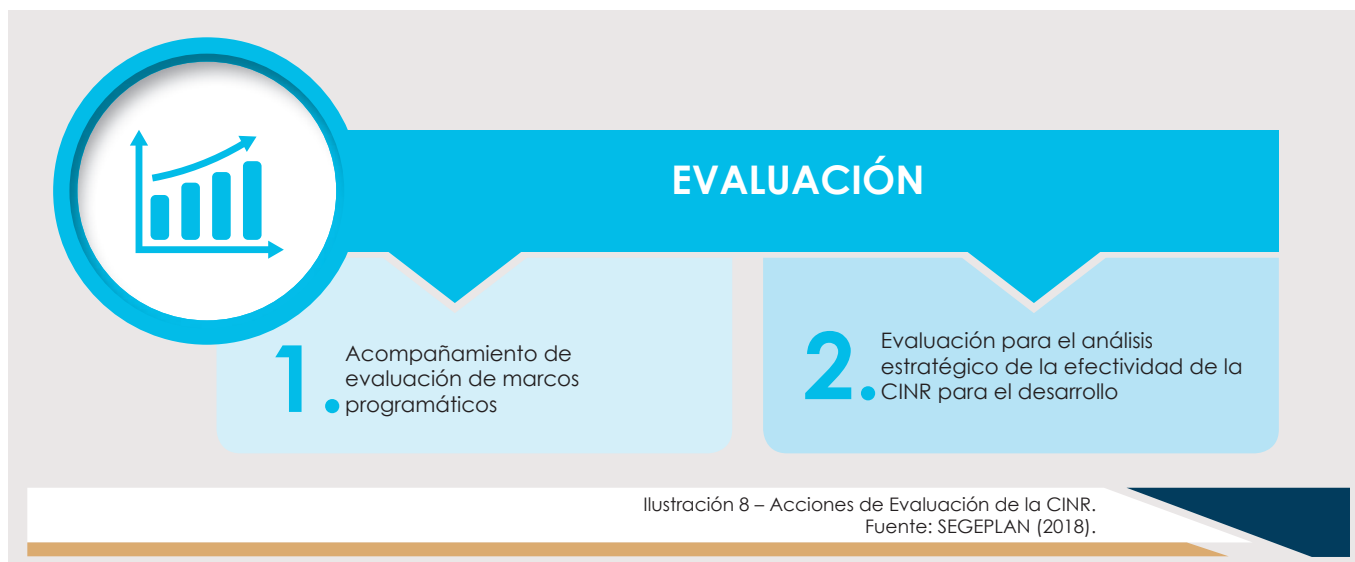 EVALUACIÓN
1.
Acompañamiento de
evaluación de marcos
programáticos
2.
Evaluación para el análisis
estratégico de la efectividad de la
CINR para el desarrollo
Ilustración 8 – Acciones de Evaluación de la CINR.
Fuente: SEGEPLAN (2018).